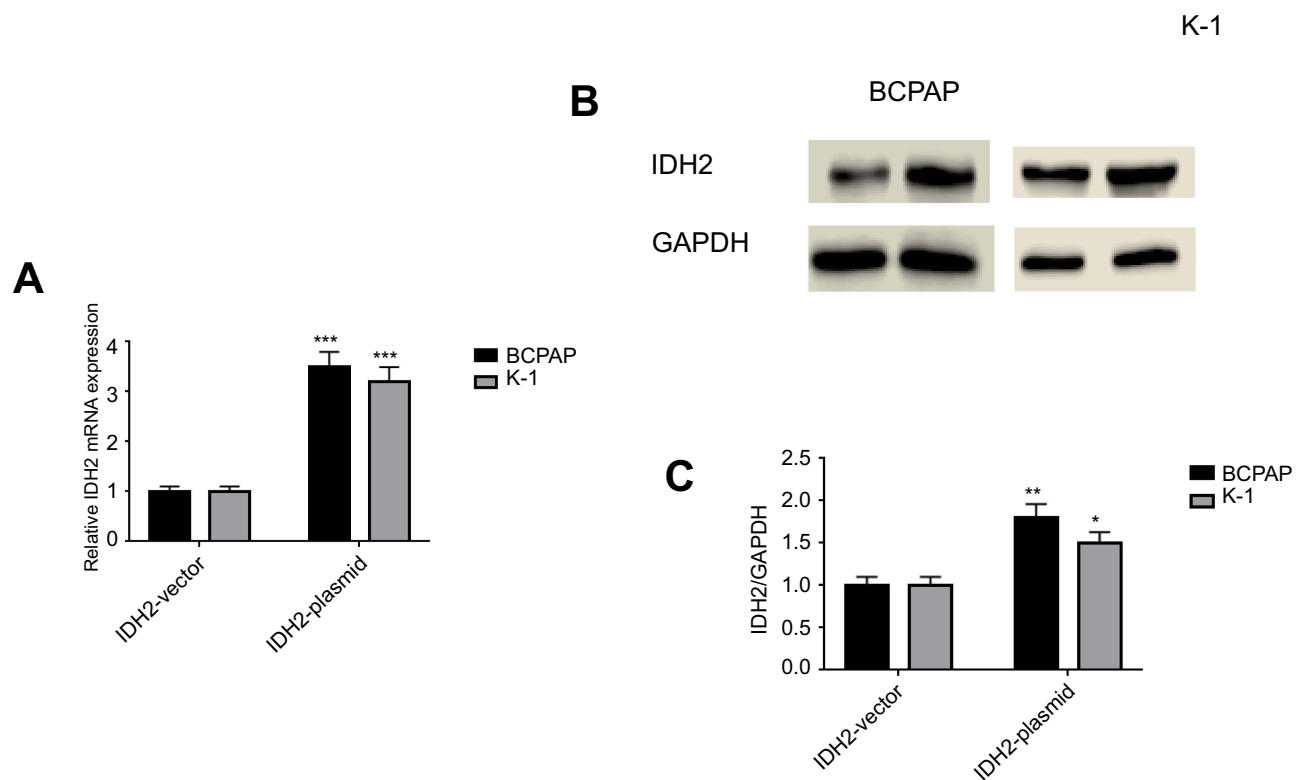 K-1
B
BCPAP
IDH2
GAPDH
A
Relative IDH2 mRNA expression
4
3
2
1
0
***
***
BCPAP
K-1
IDH2-vector
IDH2-plasmid
C
IDH2/GAPDH
2.5
2.0
1.5
1.0
0.5
0.0
**
*
BCPAP
K-1
IDH2-vector
IDH2-plasmid